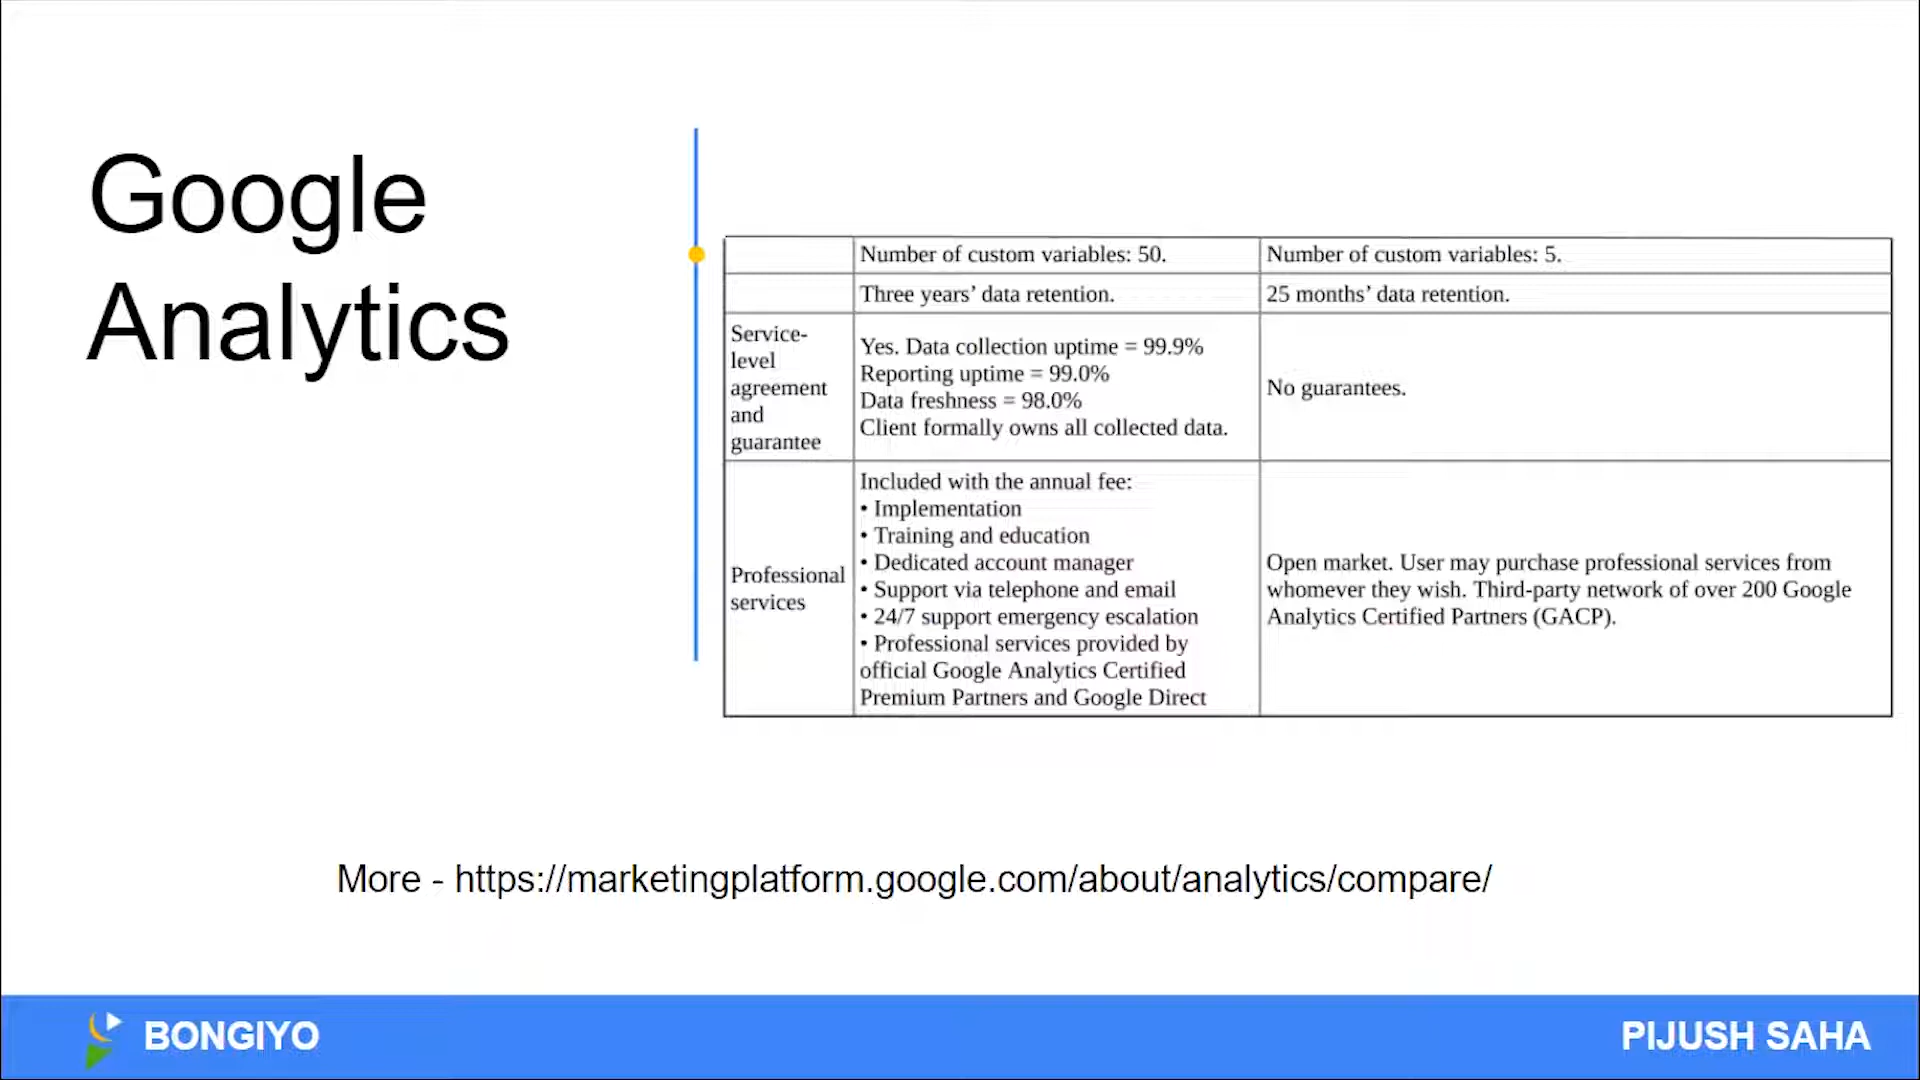 Google
Analytics
Number of custom variables: 50.
Number of custom variables: 5.
Three years’ data retention.
25 months’ data retention.
Service-
level
agreement
and
guarantee
Yes. Data collection uptime = 99.9%
Reporting uptime = 99.0%
Data freshness = 98.0%
Client formally owns all collected data.
No guarantees.
Professional
services
Included with the annual fee:
• Implementation
• Training and education
• Dedicated account manager
• Support via telephone and email
• 24/7 support emergency escalation
• Professional services provided by
official Google Analytics Certified
Premium Partners and Google Direct
Open market. User may purchase professional services from
whomever they wish. Third-party network of over 200 Google
Analytics Certified Partners (GACP).
More - https://marketingplatform.google.com/about/analytics/compare/
BONGIYO
PIJUSH SAHA